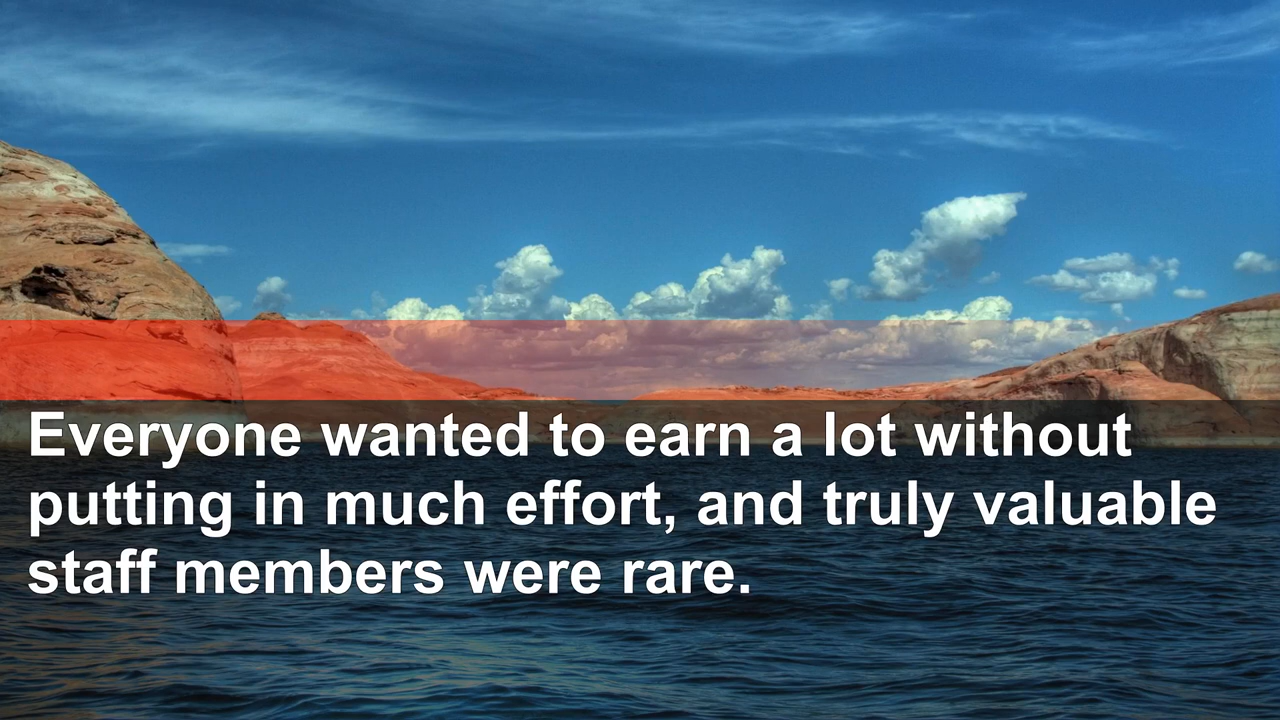 Everyone wanted to earn a lot without
putting in much effort, and truly valuable
staff members were rare.